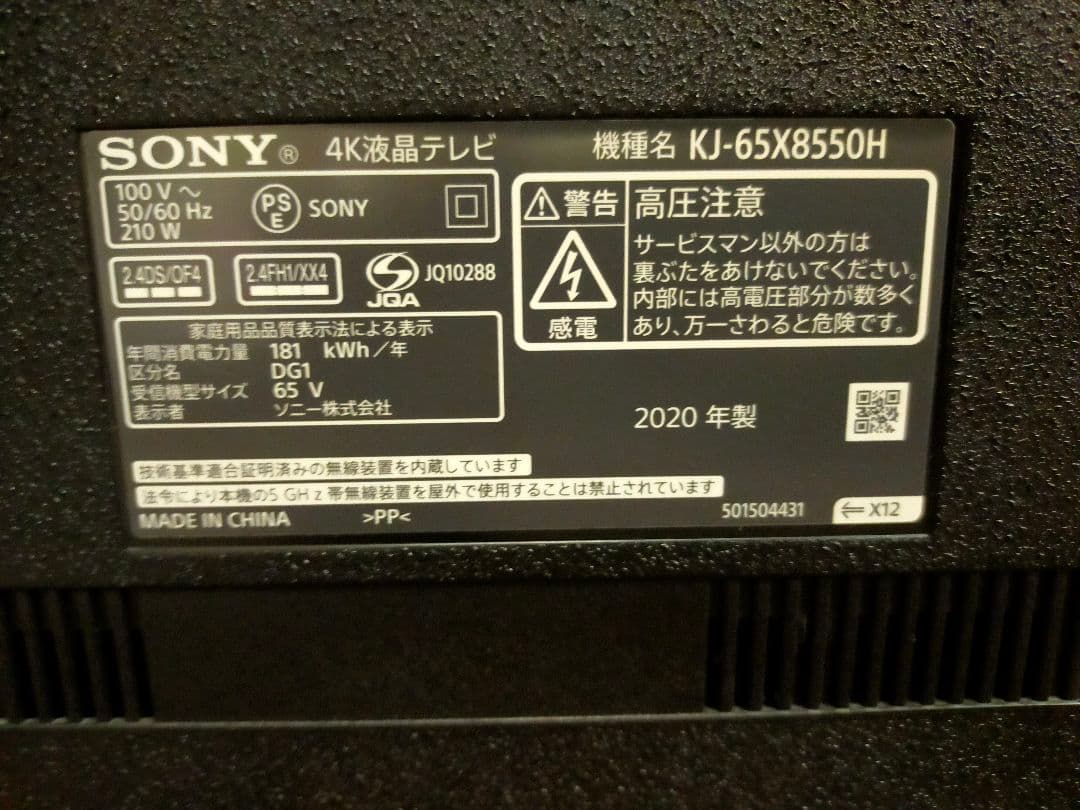 SONY® 4K液晶テレビ 機種名 KJ-65X8550H
100 V ～
50/60 Hz
210 W
PS
E
SONY
2.4DS/OF4
2.4FH1/XX4
JQA
JQ10288
家庭用品品質表示法による表示
年間消費電力量 181 kWh／年
区分名 DG1
受信機型サイズ 65 V
表示者 ソニー株式会社
警告
感電
高圧注意
サービスマン以外の方は
裏ぶたをあけないでください。
内部には高電圧部分が数多く
あり、万一さわると危険です。
2020 年製
技術基準適合証明済みの無線装置を内蔵しています
法令により本機の5 GHz 帯無線装置を屋外で使用することは禁止されています
MADE IN CHINA >PP<
501504431
⇐ X12